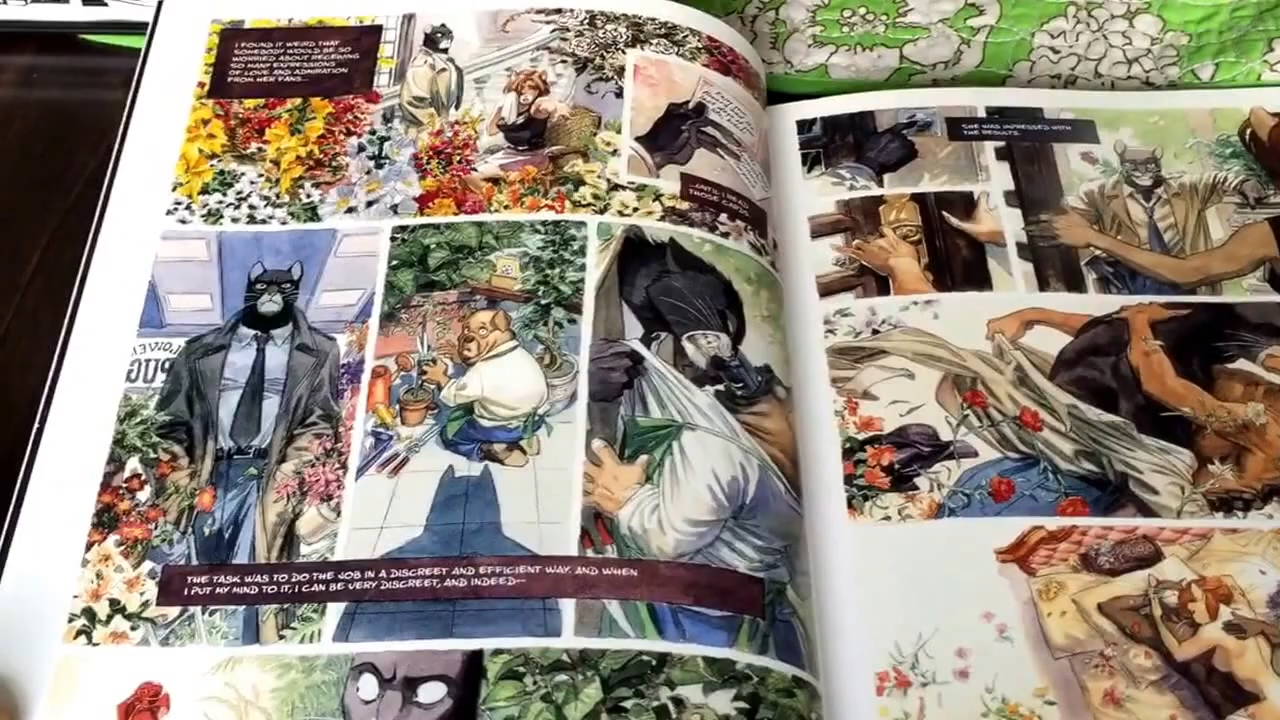 I FOUND IT WEIRD THAT
SOMEBODY WOULD BE SO
WORRIED ABOUT RECEIVING
SO MANY EXPRESSIONS
OF LOVE AND ADMIRATION
FROM HER FANS...
...UNTIL I READ
THOSE CARDS.
THE TASK WAS TO DO THE JOB IN A DISCREET AND EFFICIENT WAY. AND WHEN
I PUT MY MIND TO IT, I CAN BE VERY DISCREET, AND INDEED--
SHE WAS IMPRESSED WITH
THE RESULTS.